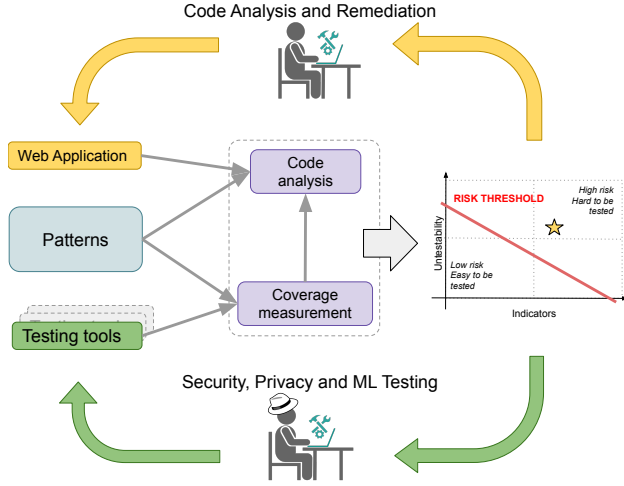 Code Analysis and Remediation
Web Application
Code
analysis
Patterns
Coverage
measurement
Testing tools
RISK THRESHOLD
High risk
Hard to be
tested
Low risk
Easy to be
tested
Untestability
Indicators
Security, Privacy and ML Testing